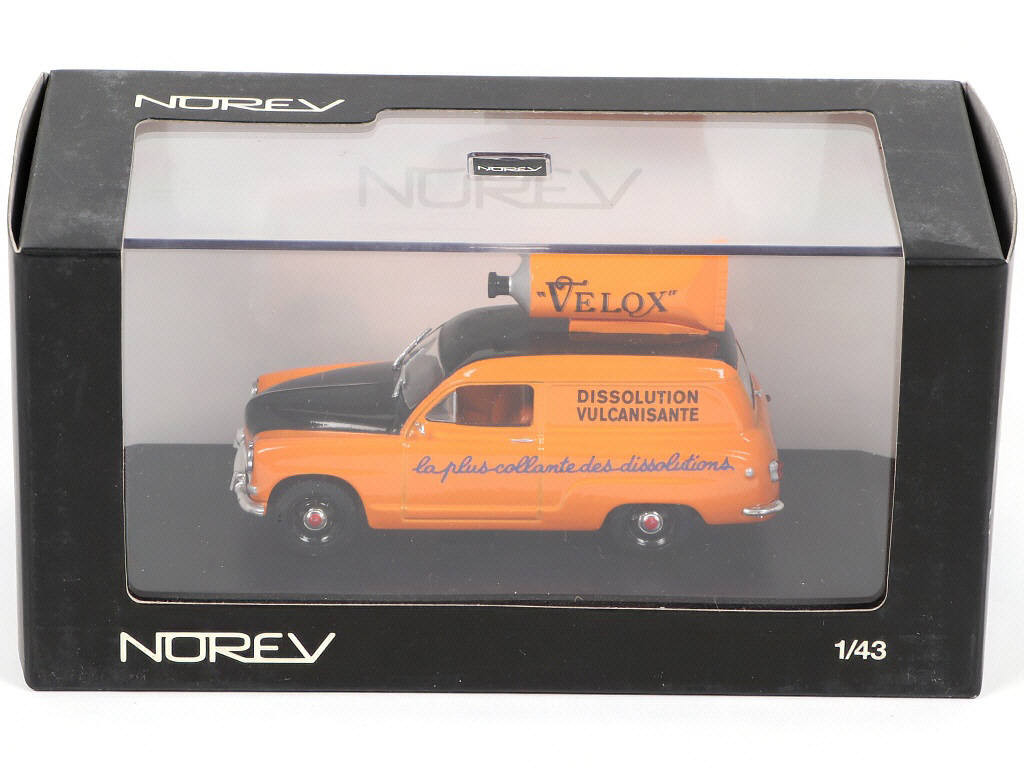 NOREV
NOREV
NOREV
"VELOX"
DISSOLUTION
VULCANISANTE
la plus collante des dissolutions
NOREV
1/43